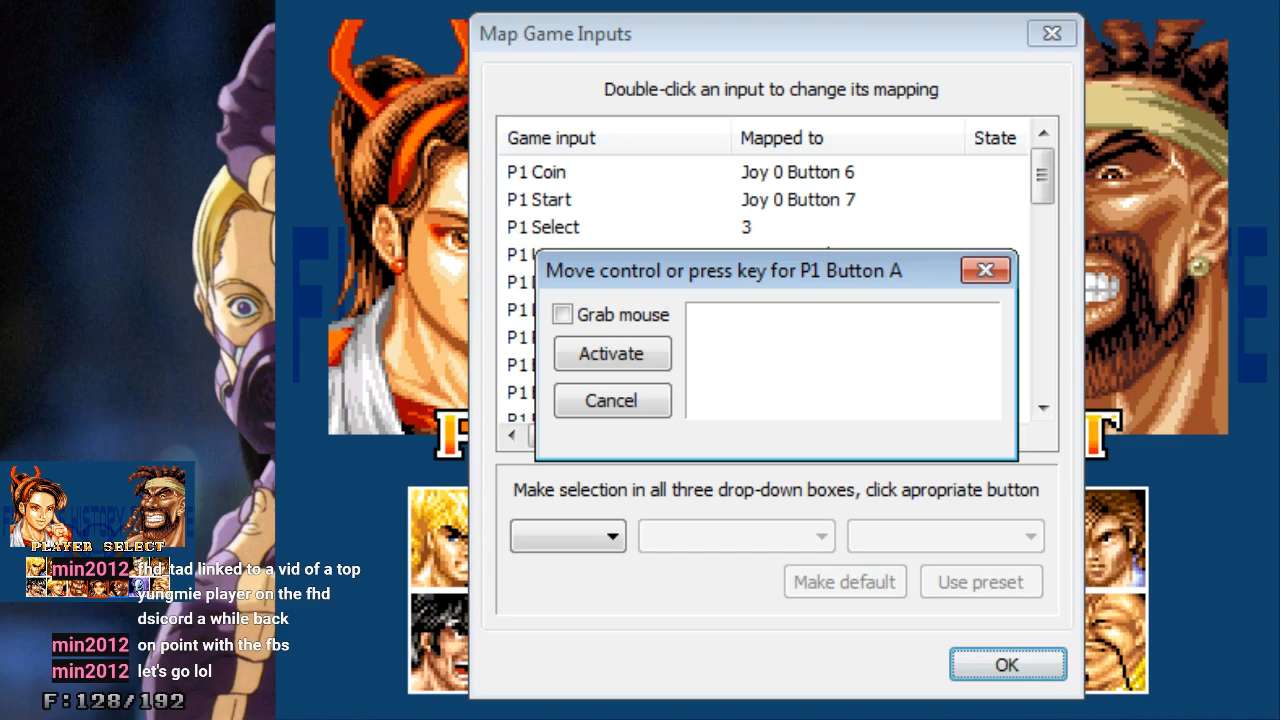 Map Game Inputs
Double-click an input to change its mapping
Game input Mapped to State
P1 Coin Joy 0 Button 6
P1 Start Joy 0 Button 7
P1 Select 3
Move control or press key for P1 Button A
Grab mouse
Activate
Cancel
Make selection in all three drop-down boxes, click apropriate button
Make default Use preset
OK
PLAYER SELECT
min2012 fhd_tad linked to a vid of a top
yungmie player on the fhd
dsicord a while back
min2012 on point with the fbs
min2012 let's go lol
F:128/192